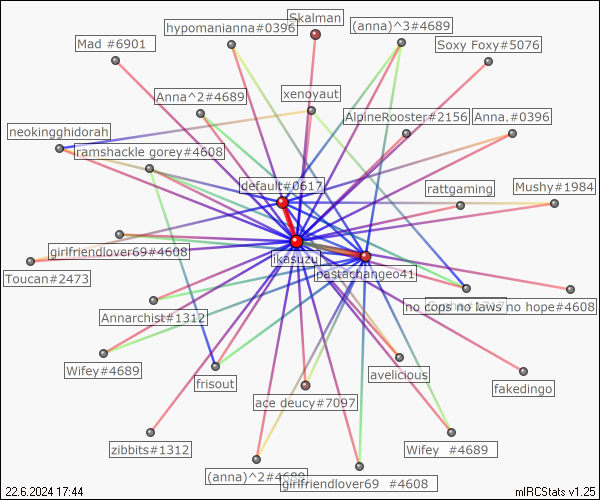 Skalman
hypomanianna#0396
(anna)^3#4689
Mad #6901
Soxy Foxy#5076
xenoyaut
Anna^2#4689
AlpineRooster#2156
Anna.#0396
neokingghidorah
ramshackle gorey#4608
default#0617
rattgaming
Mushy#1984
girlfriendlover69#4608
ikasuzu
pastachangeo41
Toucan#2473
no cops no laws no hope#4608
Annarchist#1312
Wifey#4689
frisout
avelicious
fakedingo
ace deucy#7097
zibbits#1312
Wifey  #4689
(anna)^2#4689
girlfriendlover69  #4608
22.6.2024 17:44
mIRCStats v1.25